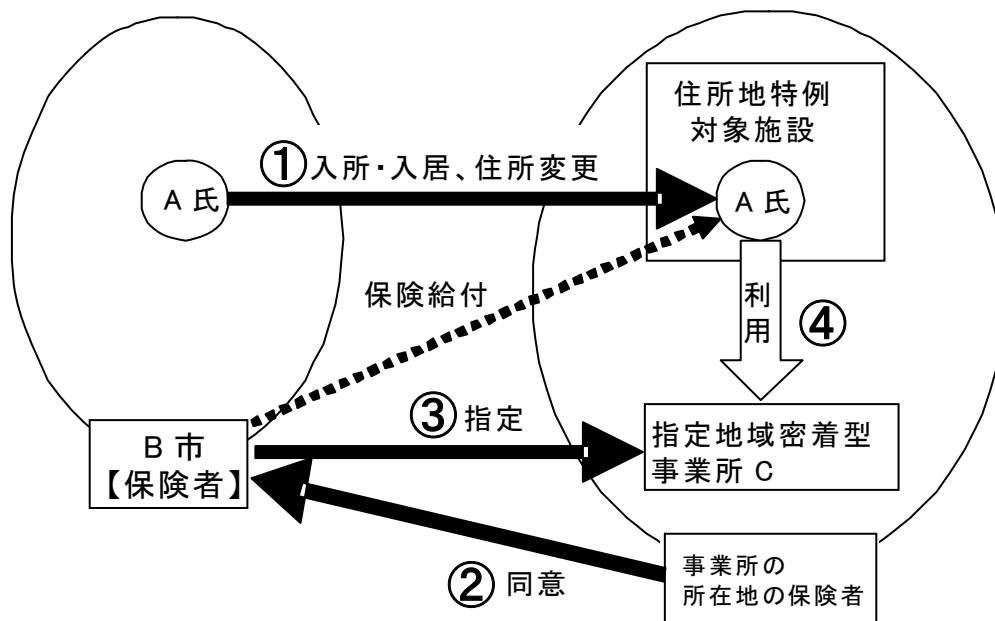 住所地特例
対象施設
①入所・入居、住所変更
A氏
A氏
保険給付
利
用
④
③指定
B市
【保険者】
指定地域密着型
事業所C
②同意
事業所の
所在地の保険者